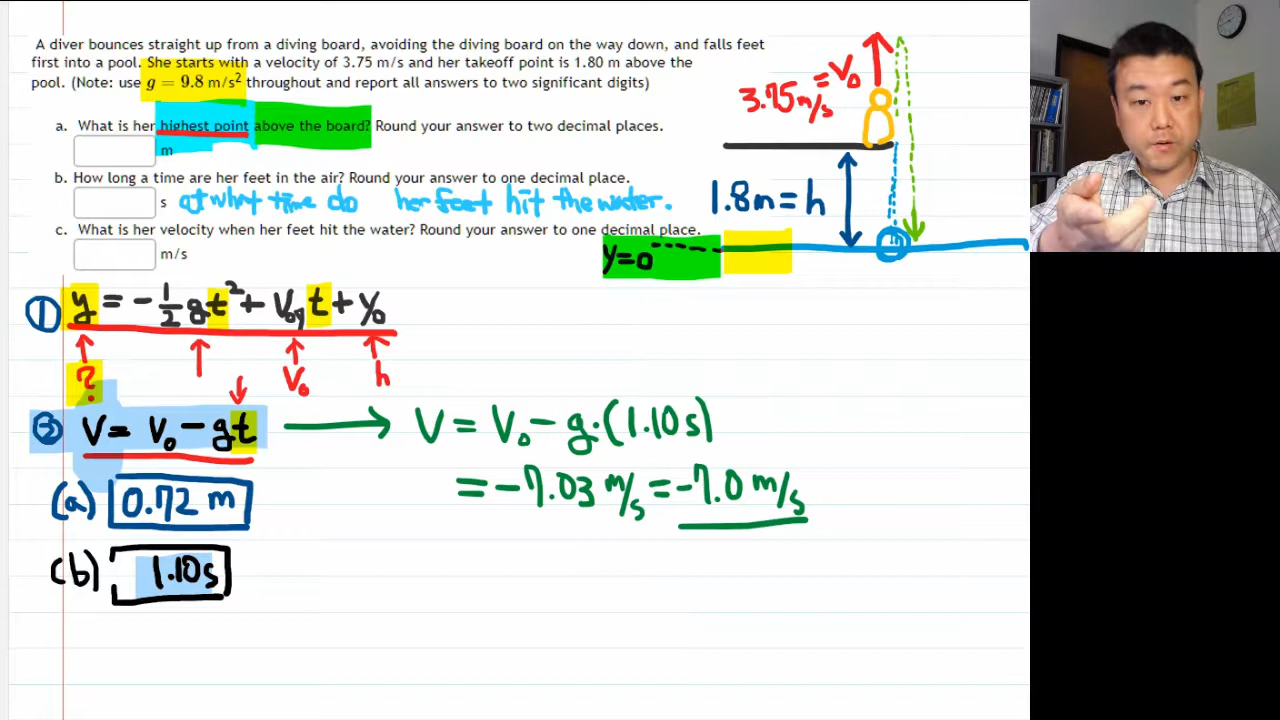 A diver bounces straight up from a diving board, avoiding the diving board on the way down, and falls feet
first into a pool. She starts with a velocity of 3.75 m/s and her takeoff point is 1.80 m above the
pool. (Note: use g = 9.8 m/s² throughout and report all answers to two significant digits)
3.75 m/s = V₀
a. What is her highest point above the board? Round your answer to two decimal places.
m
b. How long a time are her feet in the air? Round your answer to one decimal place.
s at what time do her feet hit the water.
1.8m = h
c. What is her velocity when her feet hit the water? Round your answer to one decimal place.
m/s
y=0
① y = -½gt² + V₀yt + y₀
? V₀ h
② V = V₀ - gt → V = V₀ - g·(1.10s)
= -7.03 m/s = -7.0 m/s
(a) 0.72 m
(b) 1.10s